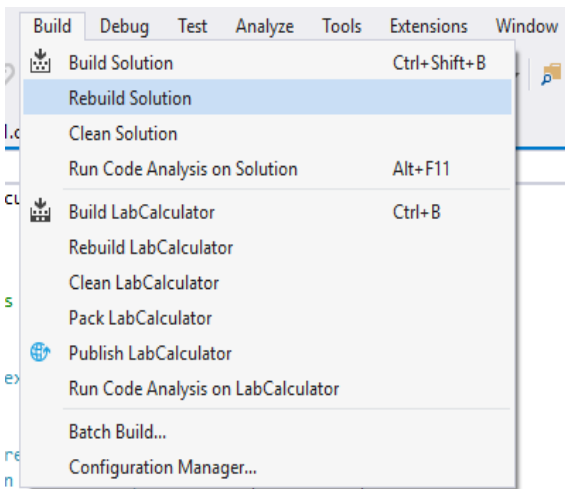 Build Debug Test Analyze Tools Extensions Window
Build Solution Ctrl+Shift+B
Rebuild Solution
Clean Solution
Run Code Analysis on Solution Alt+F11
Build LabCalculator Ctrl+B
Rebuild LabCalculator
Clean LabCalculator
Pack LabCalculator
Publish LabCalculator
Run Code Analysis on LabCalculator
Batch Build...
Configuration Manager...